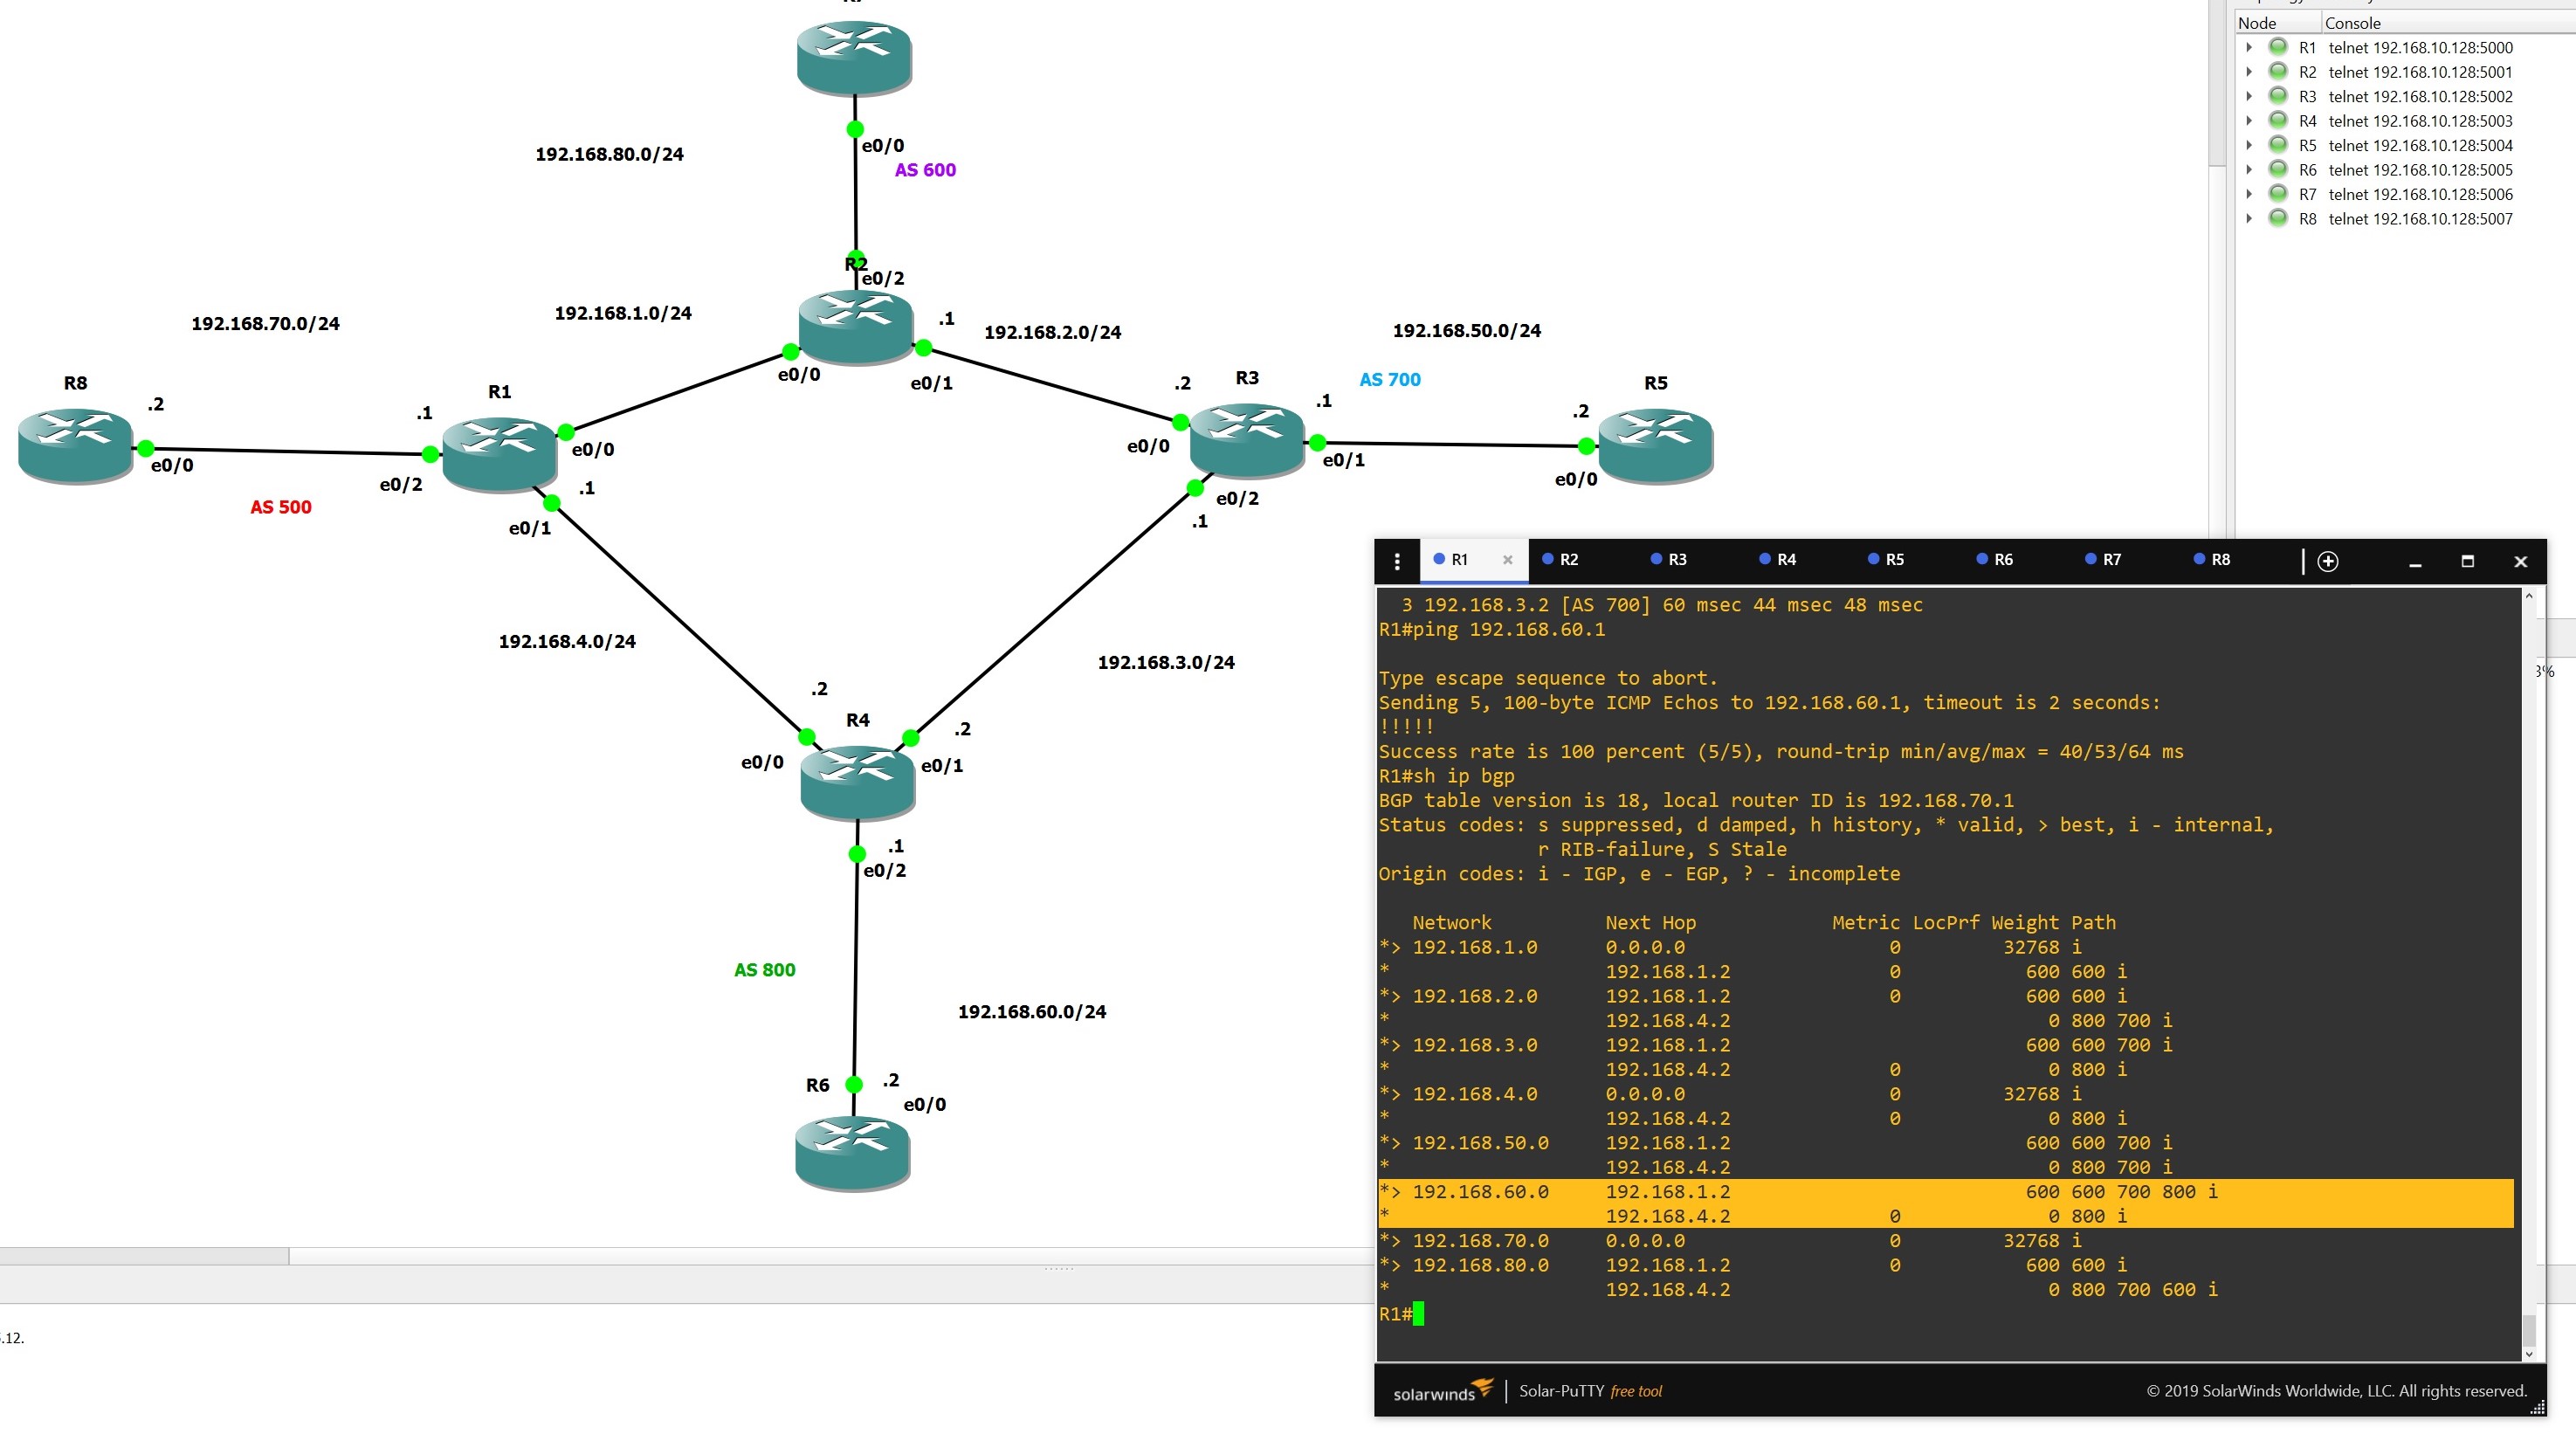 192.168.80.0/24
e0/0
AS 600
R2
e0/2
192.168.70.0/24
192.168.1.0/24
.1
192.168.2.0/24
192.168.50.0/24
e0/0
e0/1
AS 700
R8
R1
.2
R3
R5
.2
.1
.1
.2
e0/0
e0/2
e0/0
e0/0
e0/1
e0/0
AS 500
.1
e0/1
e0/2
.1
192.168.4.0/24
192.168.3.0/24
.2
R4
.2
e0/0
e0/1
.1
e0/2
AS 800
192.168.60.0/24
R6
.2
e0/0
.12.
Node Console
R1 telnet 192.168.10.128:5000
R2 telnet 192.168.10.128:5001
R3 telnet 192.168.10.128:5002
R4 telnet 192.168.10.128:5003
R5 telnet 192.168.10.128:5004
R6 telnet 192.168.10.128:5005
R7 telnet 192.168.10.128:5006
R8 telnet 192.168.10.128:5007
R1 R2 R3 R4 R5 R6 R7 R8
3 192.168.3.2 [AS 700] 60 msec 44 msec 48 msec
R1#ping 192.168.60.1
Type escape sequence to abort.
Sending 5, 100-byte ICMP Echos to 192.168.60.1, timeout is 2 seconds:
!!!!!
Success rate is 100 percent (5/5), round-trip min/avg/max = 40/53/64 ms
R1#sh ip bgp
BGP table version is 18, local router ID is 192.168.70.1
Status codes: s suppressed, d damped, h history, * valid, > best, i - internal,
r RIB-failure, S Stale
Origin codes: i - IGP, e - EGP, ? - incomplete
Network Next Hop Metric LocPrf Weight Path
*> 192.168.1.0 0.0.0.0 0 32768 i
* 192.168.1.2 0 600 600 i
*> 192.168.2.0 192.168.1.2 0 600 600 i
* 192.168.4.2 0 800 700 i
*> 192.168.3.0 192.168.1.2 600 600 700 i
* 192.168.4.2 0 0 800 i
*> 192.168.4.0 0.0.0.0 0 32768 i
* 192.168.4.2 0 0 800 i
*> 192.168.50.0 192.168.1.2 600 600 700 i
* 192.168.4.2 0 800 700 i
*> 192.168.60.0 192.168.1.2 600 600 700 800 i
* 192.168.4.2 0 0 800 i
*> 192.168.70.0 0.0.0.0 0 32768 i
*> 192.168.80.0 192.168.1.2 0 600 600 i
* 192.168.4.2 0 800 700 600 i
R1#
solarwinds Solar-PuTTY free tool © 2019 SolarWinds Worldwide, LLC. All rights reserved.